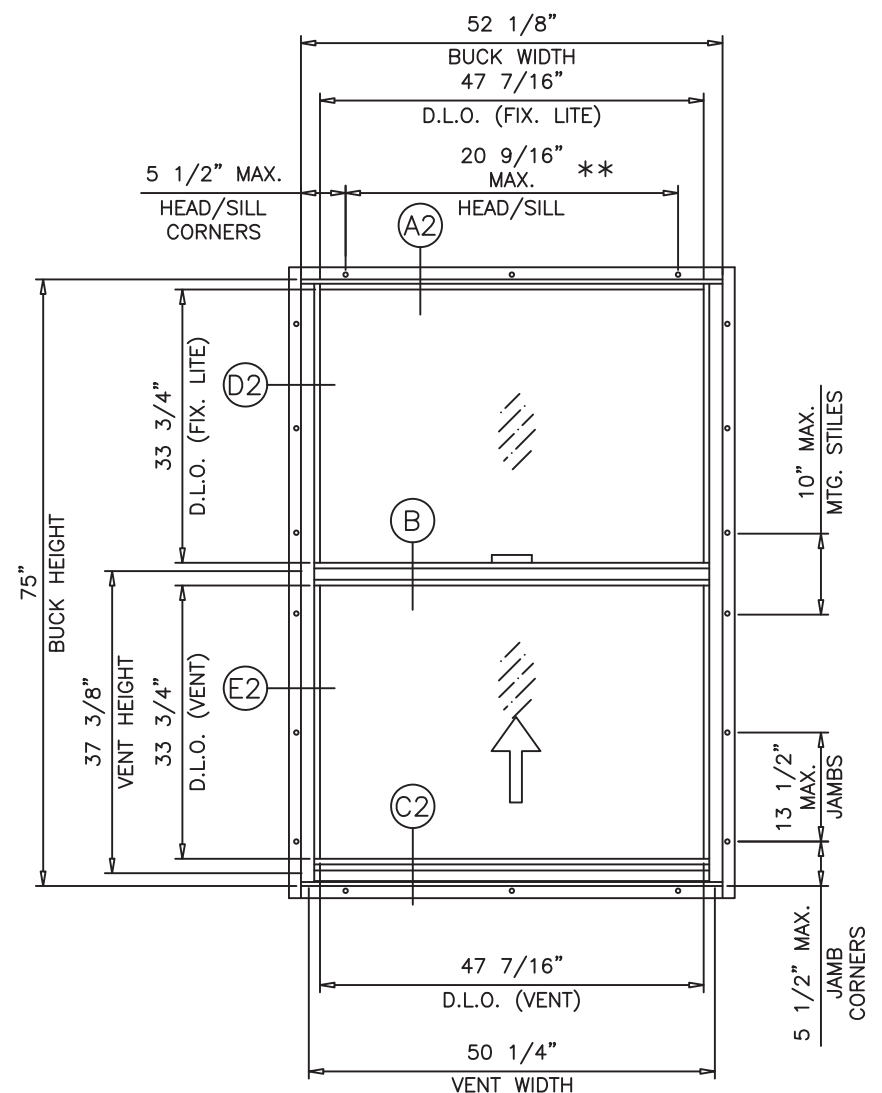 52 1/8”
BUCK WIDTH
47 7/16”
D.L.O. (FIX. LITE)
20 9/16” **
MAX.
HEAD/SILL
5 1/2” MAX.
HEAD/SILL
CORNERS
A2
D2
33 3/4”
D.L.O. (FIX. LITE)
10” MAX.
MTG. STILES
B
75”
BUCK HEIGHT
37 3/8”
VENT HEIGHT
33 3/4”
D.L.O. (VENT)
E2
C2
13 1/2”
MAX.
JAMBS
5 1/2” MAX.
JAMB
CORNERS
47 7/16”
D.L.O. (VENT)
50 1/4”
VENT WIDTH